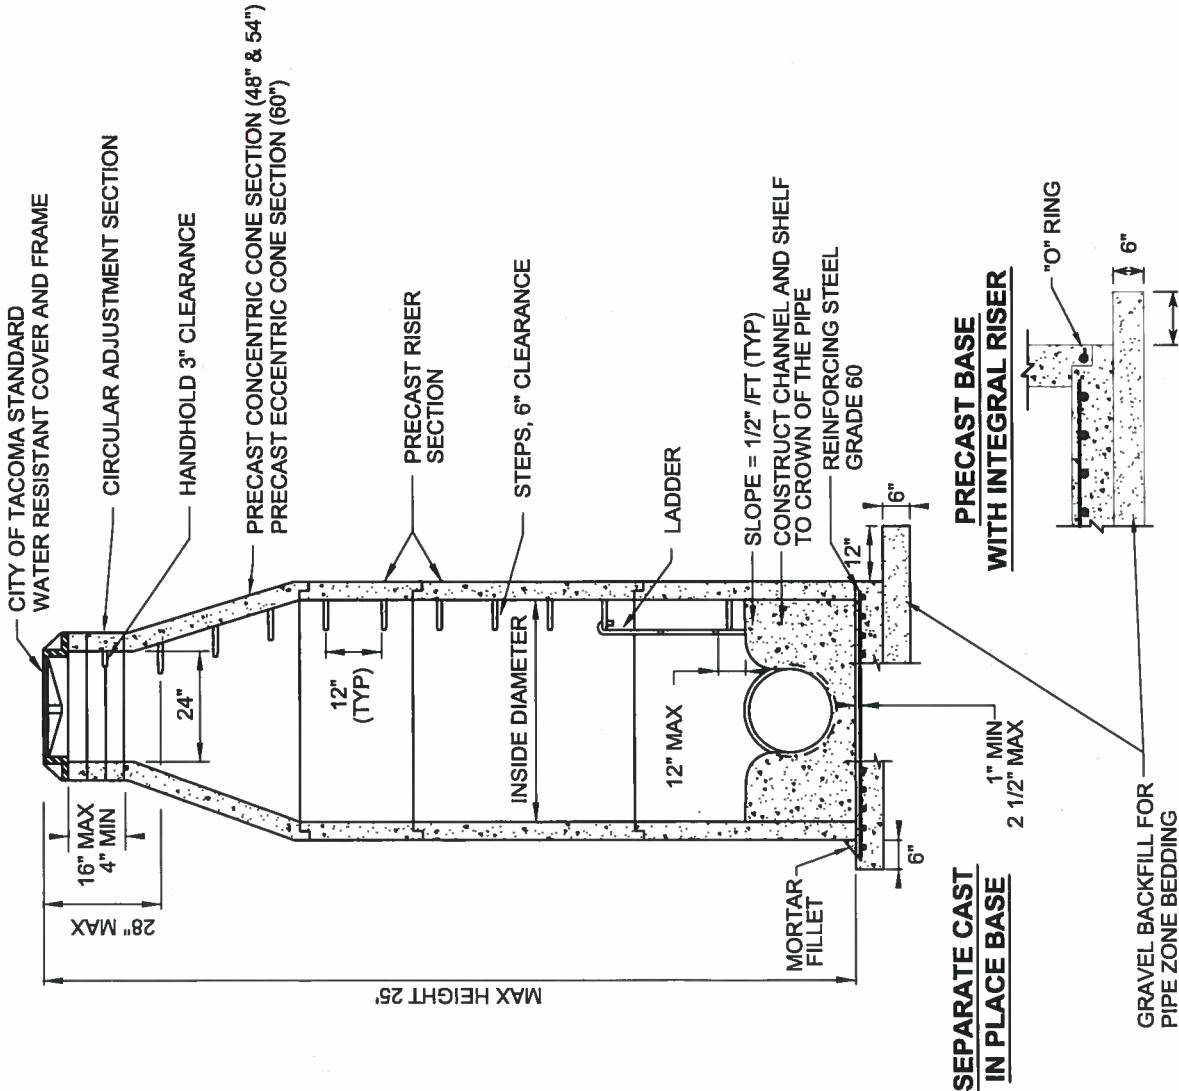 CITY OF TACOMA STANDARD
WATER RESISTANT COVER AND FRAME
CIRCULAR ADJUSTMENT SECTION
HANDHOLD 3" CLEARANCE
PRECAST CONCENTRIC CONE SECTION (48" & 54")
PRECAST ECCENTRIC CONE SECTION (60")
PRECAST RISER
SECTION
STEPS, 6" CLEARANCE
LADDER
SLOPE = 1/2" /FT (TYP)
CONSTRUCT CHANNEL AND SHELF
TO CROWN OF THE PIPE
REINFORCING STEEL
GRADE 60
24"
12"
(TYP)
INSIDE DIAMETER
12" MAX
16" MAX
4" MIN
28" MAX
MAX HEIGHT 25'
MORTAR
FILLET
6"
12"
6"
1" MIN
2 1/2" MAX
SEPARATE CAST
IN PLACE BASE
GRAVEL BACKFILL FOR
PIPE ZONE BEDDING
PRECAST BASE
WITH INTEGRAL RISER
"O" RING
6"